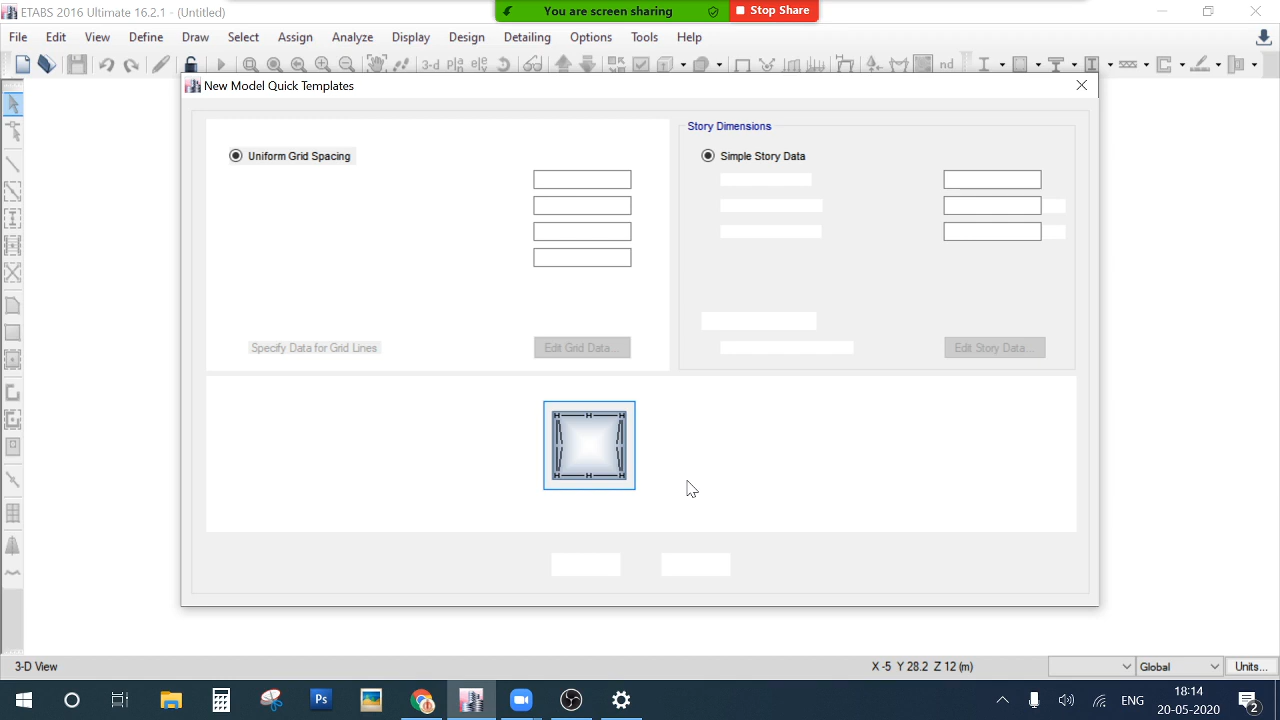 ETABS 2016 Ultimate 16.2.1 - (Untitled)
You are screen sharing
Stop Share
File Edit View Define Draw Select Assign Analyze Display Design Detailing Options Tools Help
3-d
nd
New Model Quick Templates
Story Dimensions
Uniform Grid Spacing
Simple Story Data
Specify Data for Grid Lines
Edit Grid Data...
Edit Story Data...
3-D View
X -5 Y 28.2 Z 12 (m)
Global
Units...
Ps
ENG
18:14
20-05-2020
2